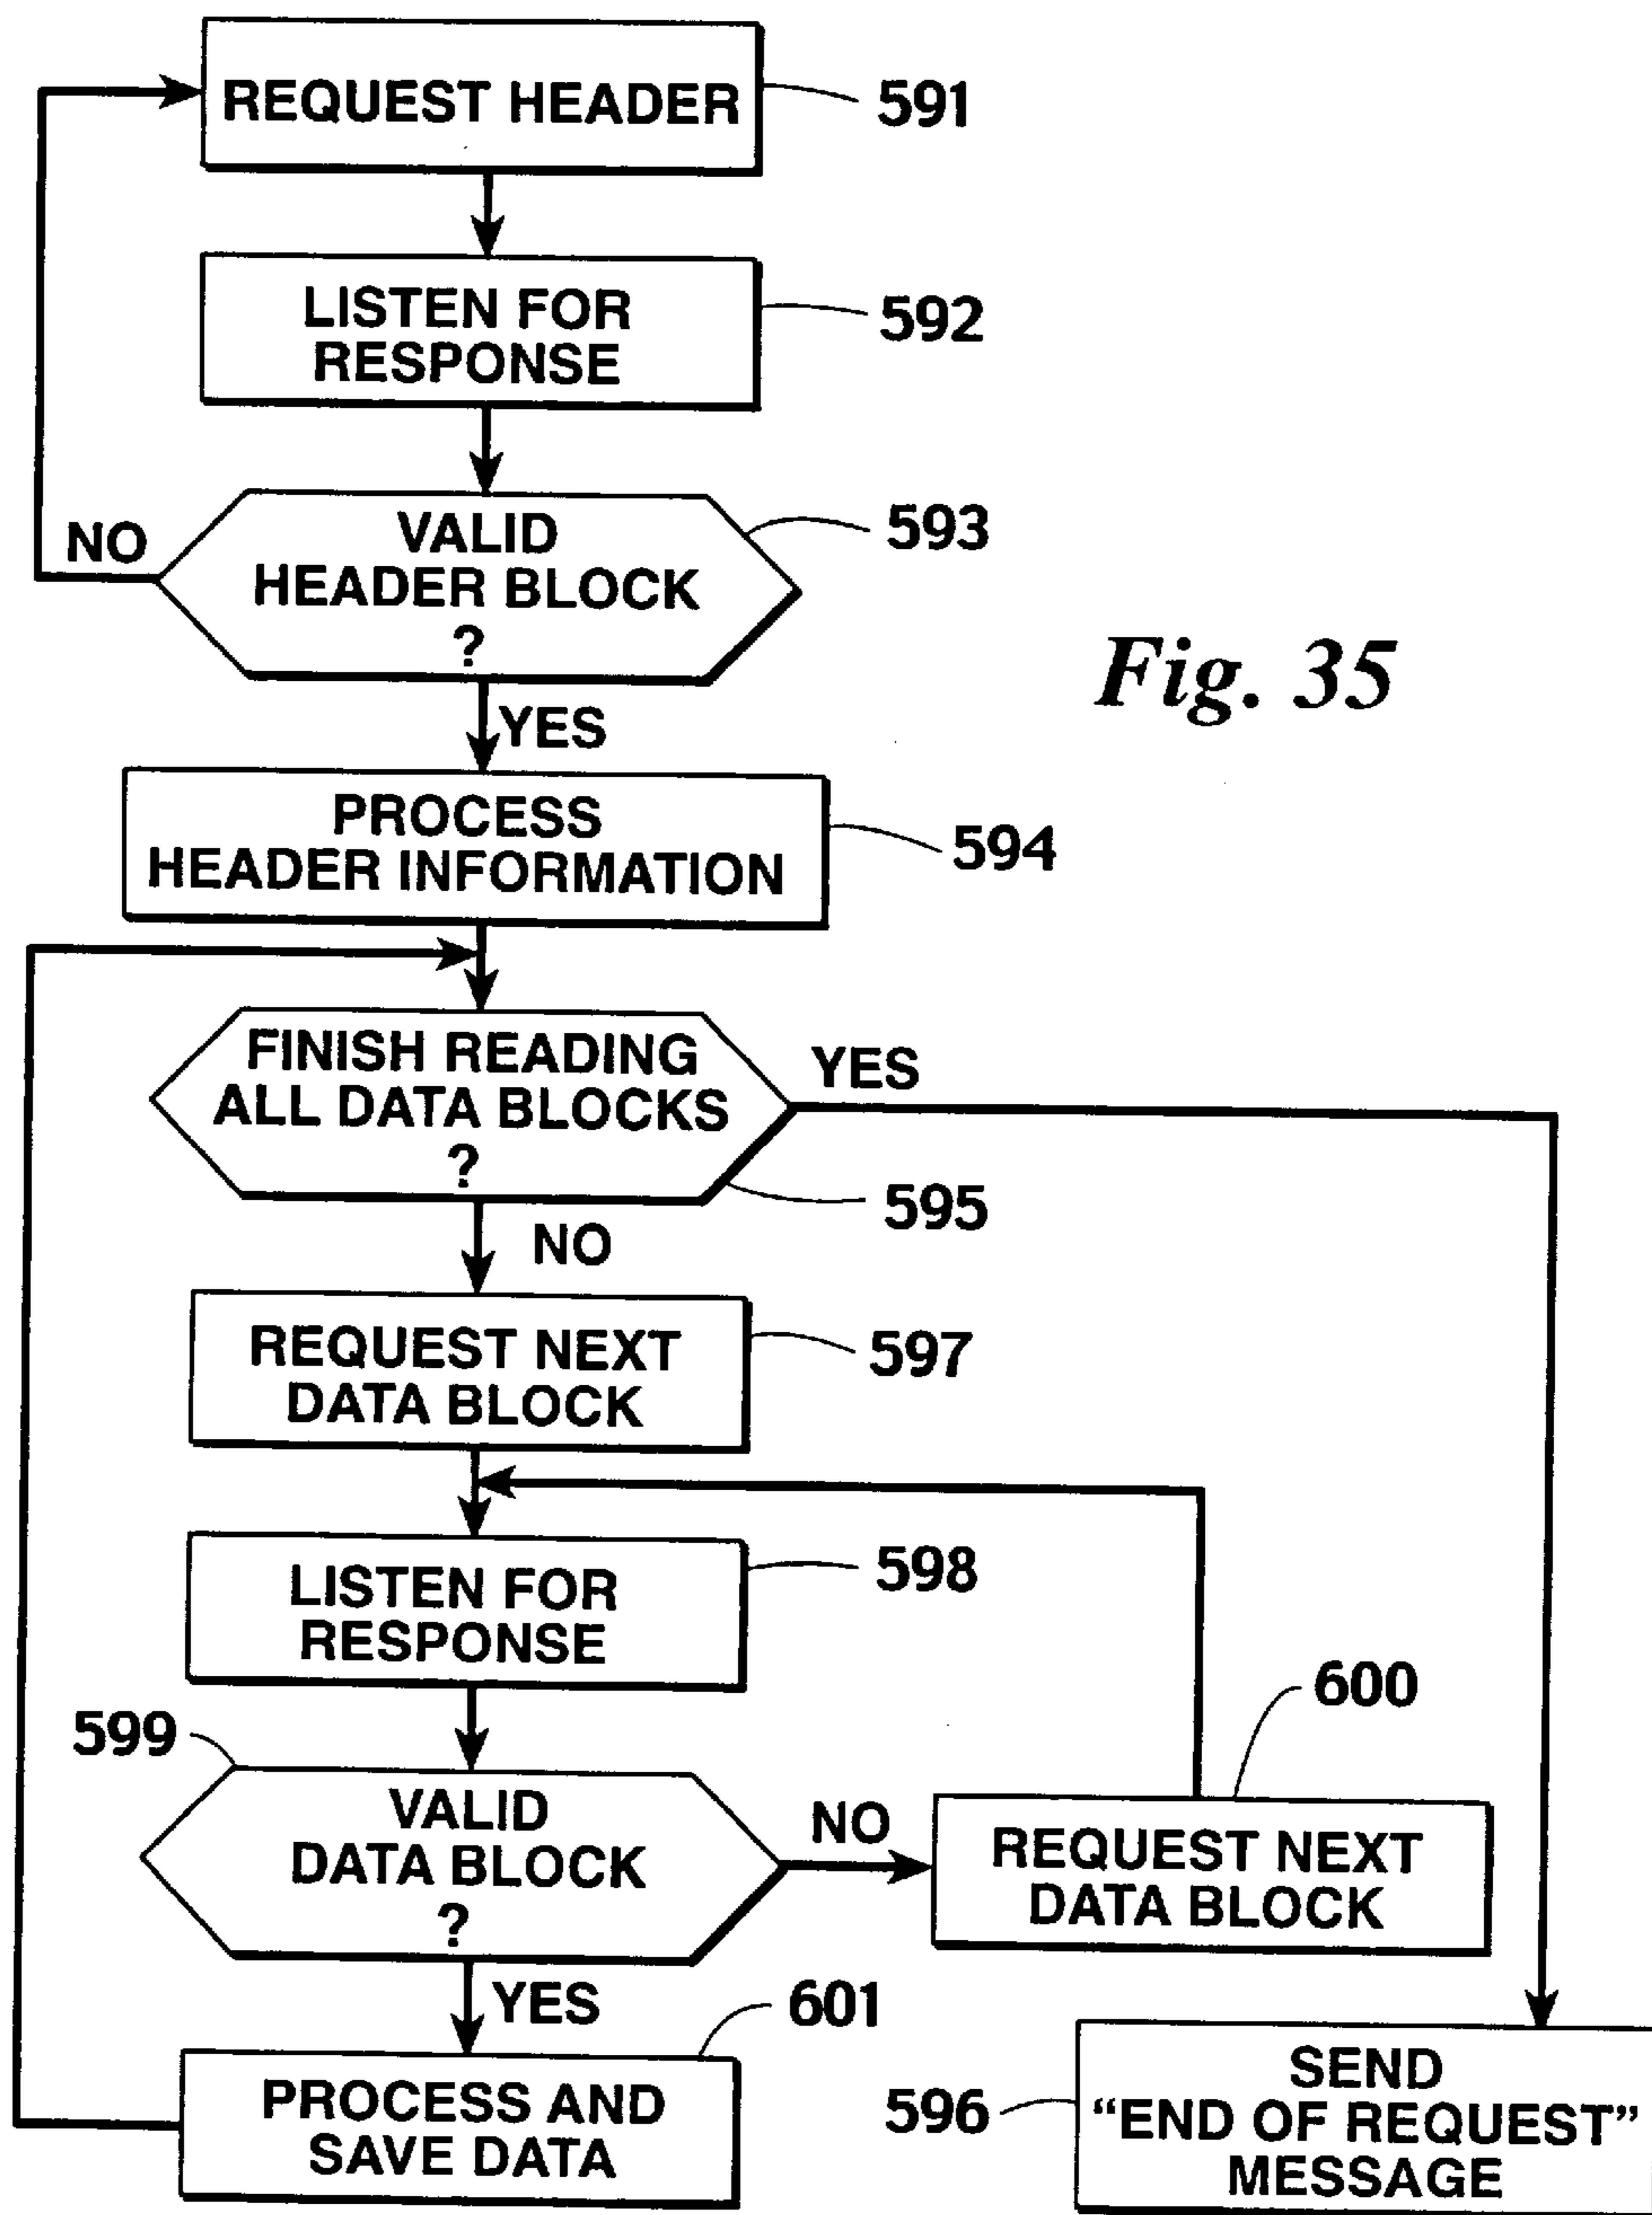 REQUEST HEADER
591
LISTEN FOR
RESPONSE
592
VALID
HEADER BLOCK
?
593
NO
YES
Fig. 35
PROCESS
HEADER INFORMATION
594
FINISH READING
ALL DATA BLOCKS
?
YES
595
NO
REQUEST NEXT
DATA BLOCK
597
LISTEN FOR
RESPONSE
598
599
VALID
DATA BLOCK
?
NO
600
REQUEST NEXT
DATA BLOCK
YES
601
PROCESS AND
SAVE DATA
596
SEND
“END OF REQUEST”
MESSAGE